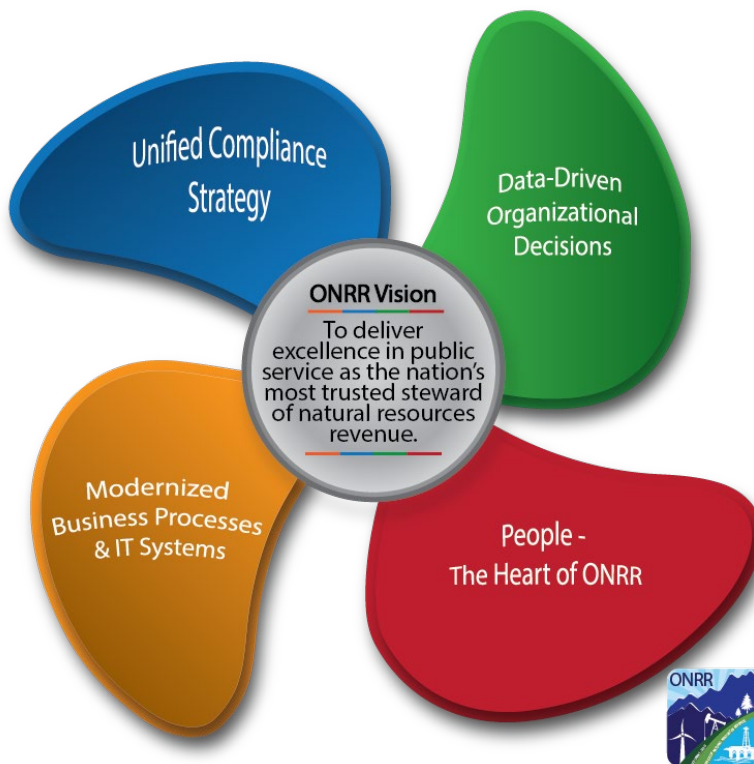 Unified Compliance
Strategy
Data-Driven
Organizational
Decisions
ONRR Vision
To deliver
excellence in public
service as the nation's
most trusted steward
of natural resources
revenue.
Modernized
Business Processes
& IT Systems
People -
The Heart of ONRR
ONRR